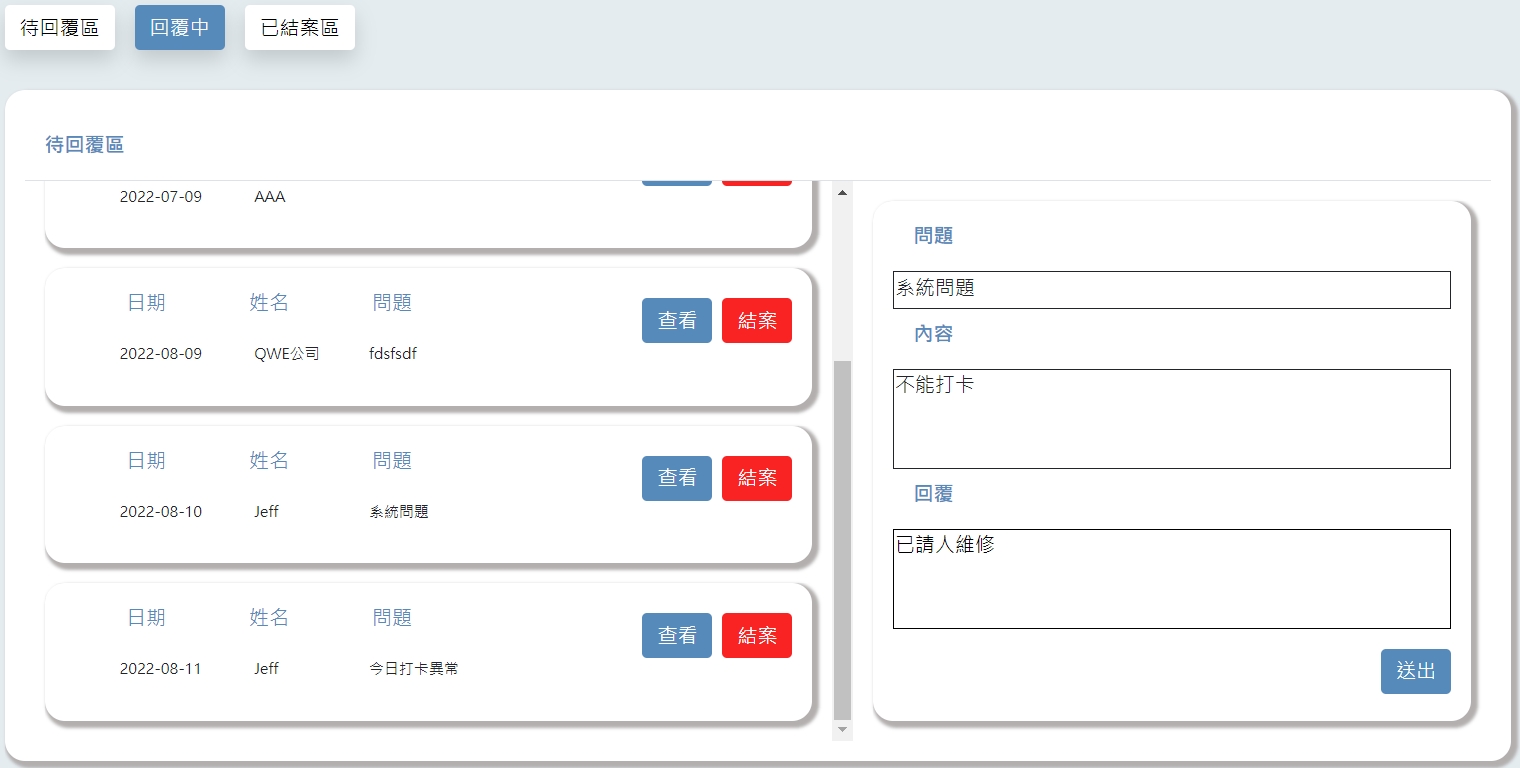 待回覆區 回覆中 已結案區
待回覆區
2022-07-09 AAA
日期 姓名 問題 查看 結案
2022-08-09 QWE公司 fdsfsdf
日期 姓名 問題 查看 結案
2022-08-10 Jeff 系統問題
日期 姓名 問題 查看 結案
2022-08-11 Jeff 今日打卡異常
問題
系統問題
內容
不能打卡
回覆
已請人維修
送出